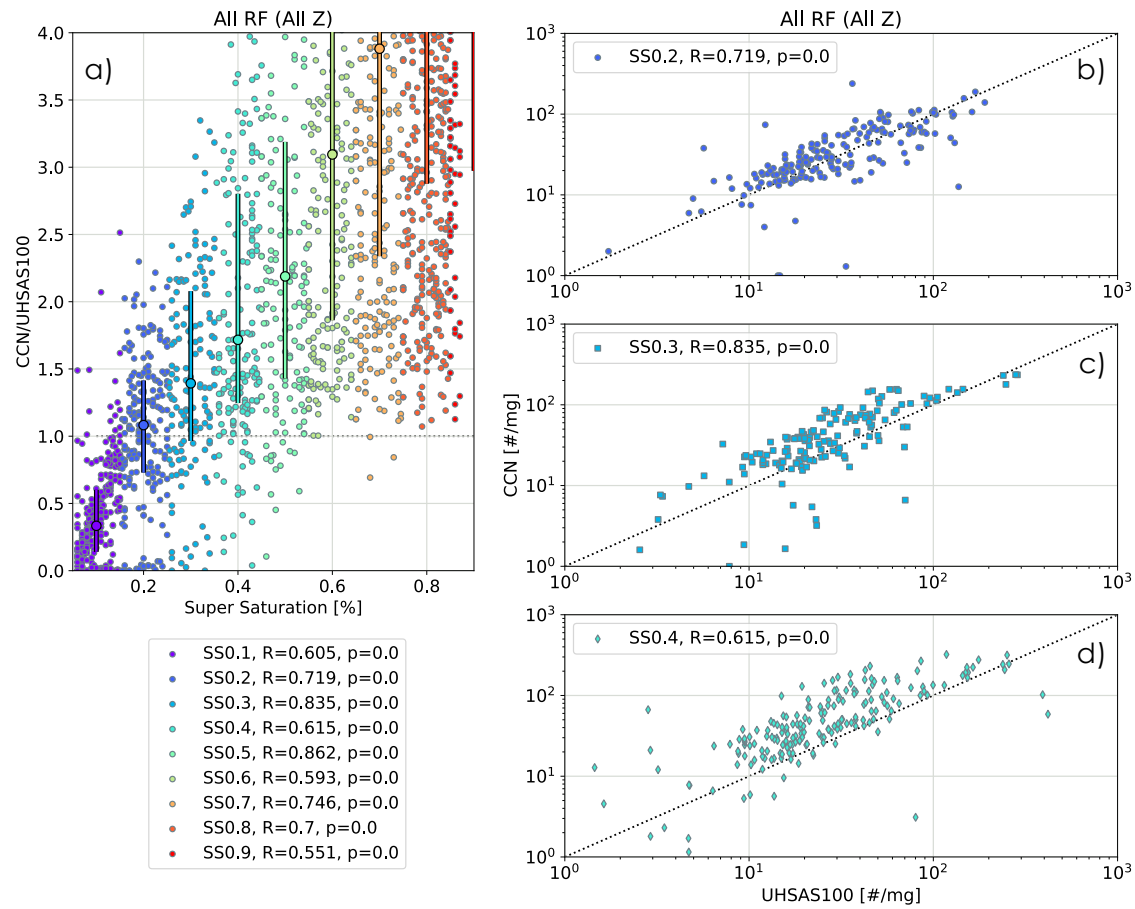 All RF (All Z)
a)
4.0
3.5
3.0
2.5
2.0
1.5
1.0
0.5
0.0
CCN/UHSAS100
0.2
0.4
0.6
0.8
Super Saturation [%]
SS0.1, R=0.605, p=0.0
SS0.2, R=0.719, p=0.0
SS0.3, R=0.835, p=0.0
SS0.4, R=0.615, p=0.0
SS0.5, R=0.862, p=0.0
SS0.6, R=0.593, p=0.0
SS0.7, R=0.746, p=0.0
SS0.8, R=0.7, p=0.0
SS0.9, R=0.551, p=0.0
All RF (All Z)
SS0.2, R=0.719, p=0.0
b)
10³
10²
10¹
10⁰
10⁰
10¹
10²
10³
SS0.3, R=0.835, p=0.0
c)
10³
10²
10¹
10⁰
CCN [#/mg]
10⁰
10¹
10²
10³
SS0.4, R=0.615, p=0.0
d)
10³
10²
10¹
10⁰
10⁰
10¹
10²
10³
UHSAS100 [#/mg]